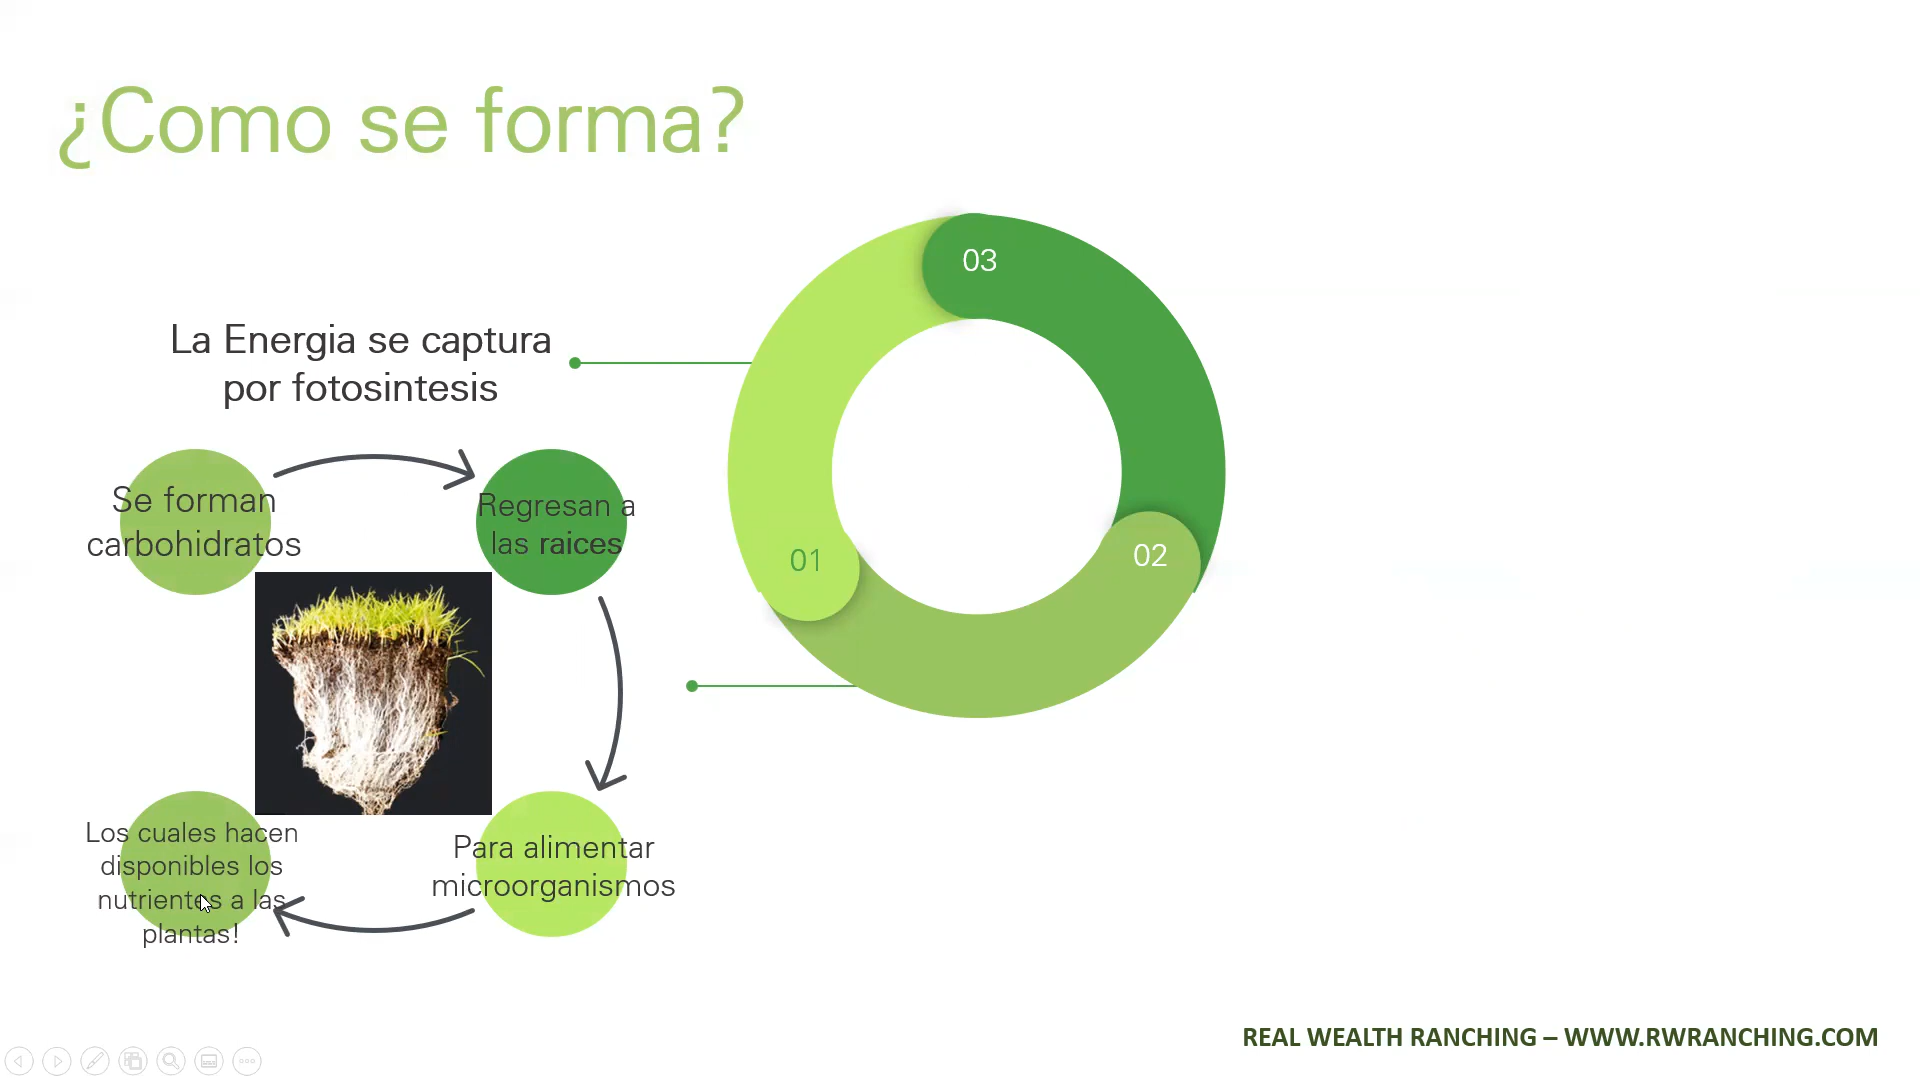 ¿Como se forma?
La Energia se captura
por fotosintesis
Se forman
carbohidratos
Regresan a
las raices
Para alimentar
microorganismos
Los cuales hacen
disponibles los
nutrientes a las
plantas!
03
01
02
REAL WEALTH RANCHING – WWW.RWRANCHING.COM